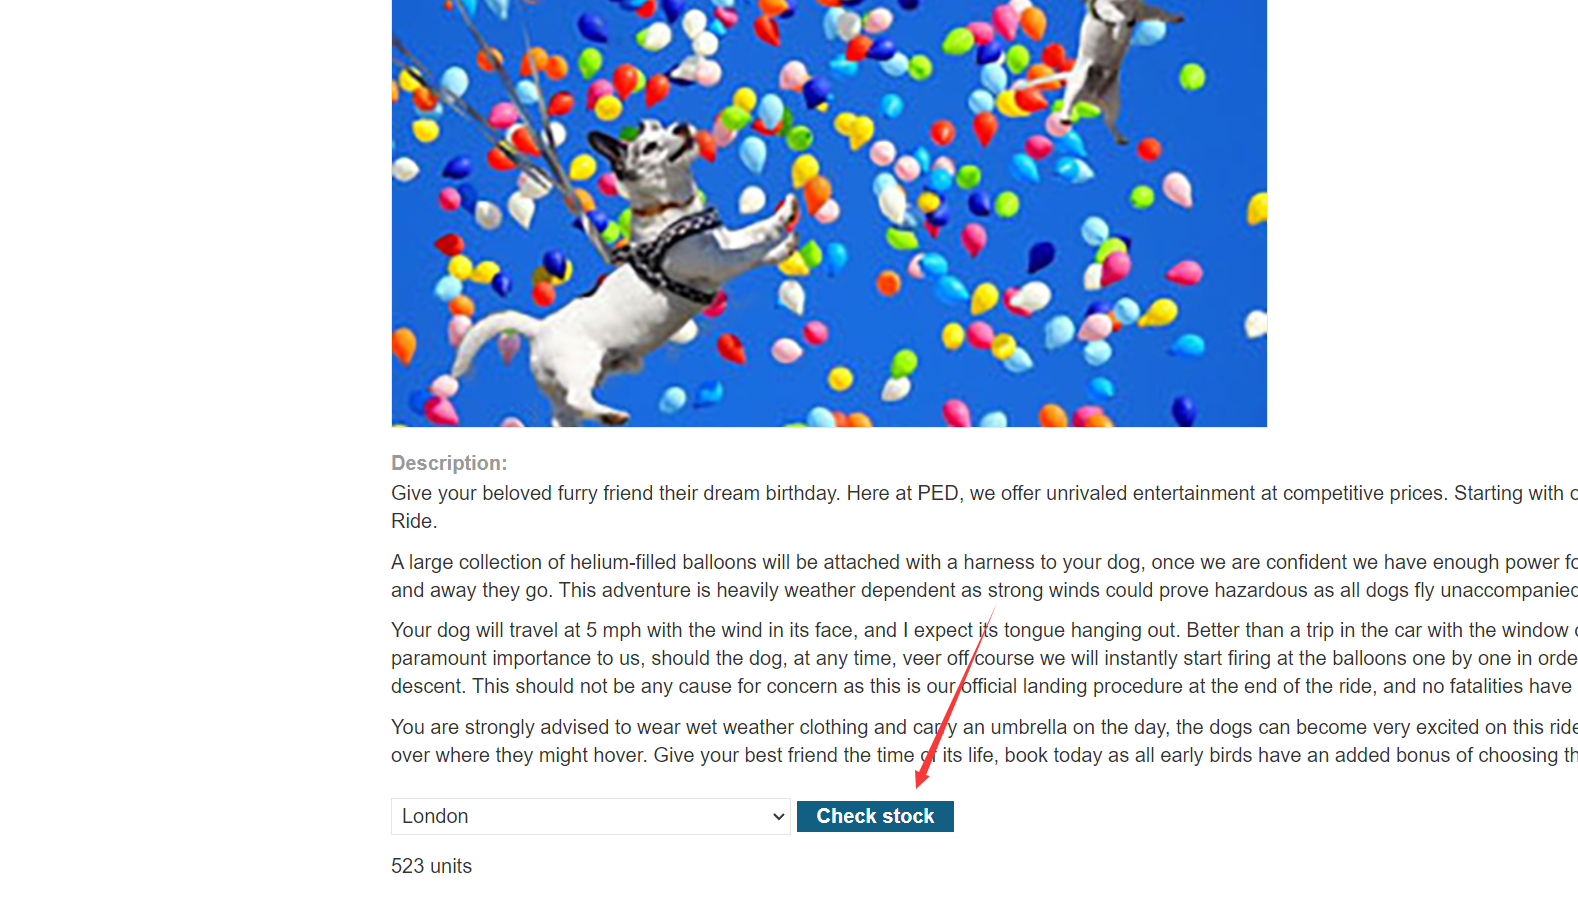 Description:
Give your beloved furry friend their dream birthday. Here at PED, we offer unrivaled entertainment at competitive prices. Starting with
Ride.
A large collection of helium-filled balloons will be attached with a harness to your dog, once we are confident we have enough power
and away they go. This adventure is heavily weather dependent as strong winds could prove hazardous as all dogs fly unaccompanied
Your dog will travel at 5 mph with the wind in its face, and I expect its tongue hanging out. Better than a trip in the car with the window
paramount importance to us, should the dog, at any time, veer off course we will instantly start firing at the balloons one by one in
descent. This should not be any cause for concern as this is our official landing procedure at the end of the ride, and no fatalities have
You are strongly advised to wear wet weather clothing and carry an umbrella on the day, the dogs can become very excited on this ride
over where they might hover. Give your best friend the time of its life, book today as all early birds have an added bonus of choosing
London
Check stock
523 units